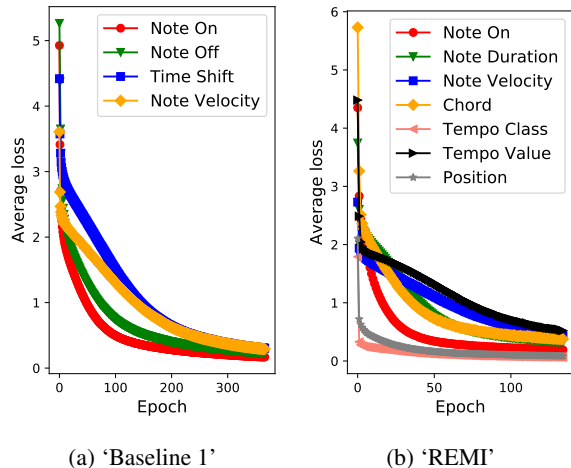 Note On
Note Off
Time Shift
Note Velocity
5
4
3
2
1
0
Average loss
0 100 200 300
Epoch
(a) ‘Baseline 1’
Note On
Note Duration
Note Velocity
Chord
Tempo Class
Tempo Value
Position
6
5
4
3
2
1
0
Average loss
0 50 100
Epoch
(b) ‘REMI’